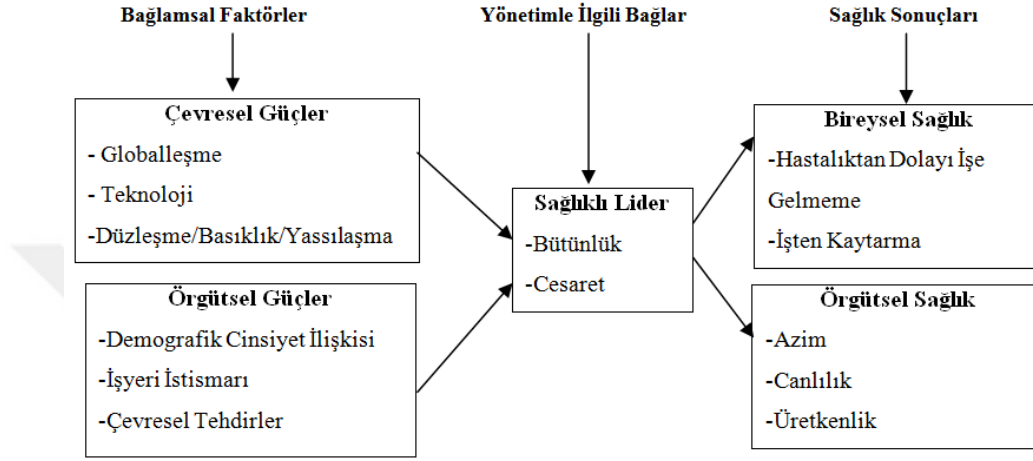 Bağlamsal Faktörler
Yönetimle İlgili Bağlar
Sağlık Sonuçları
Çevresel Güçler
- Globalleşme
- Teknoloji
-Düzleşme/Basıklık/Yassılaşma
Örgütsel Güçler
-Demografik Cinsiyet İlişkisi
-İşyeri İstismarı
-Çevresel Tehdirler
Sağlıklı Lider
-Bütünlük
-Cesaret
Bireysel Sağlık
-Hastalıktan Dolayı İşe
Gelmeme
-İşten Kaytarma
Örgütsel Sağlık
-Azim
-Canlılık
-Üretkenlik